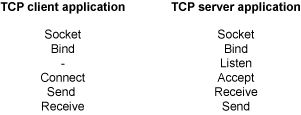 TCP client application TCP server application
Socket Socket
Bind Bind
- Listen
Connect Accept
Send Receive
Receive Send